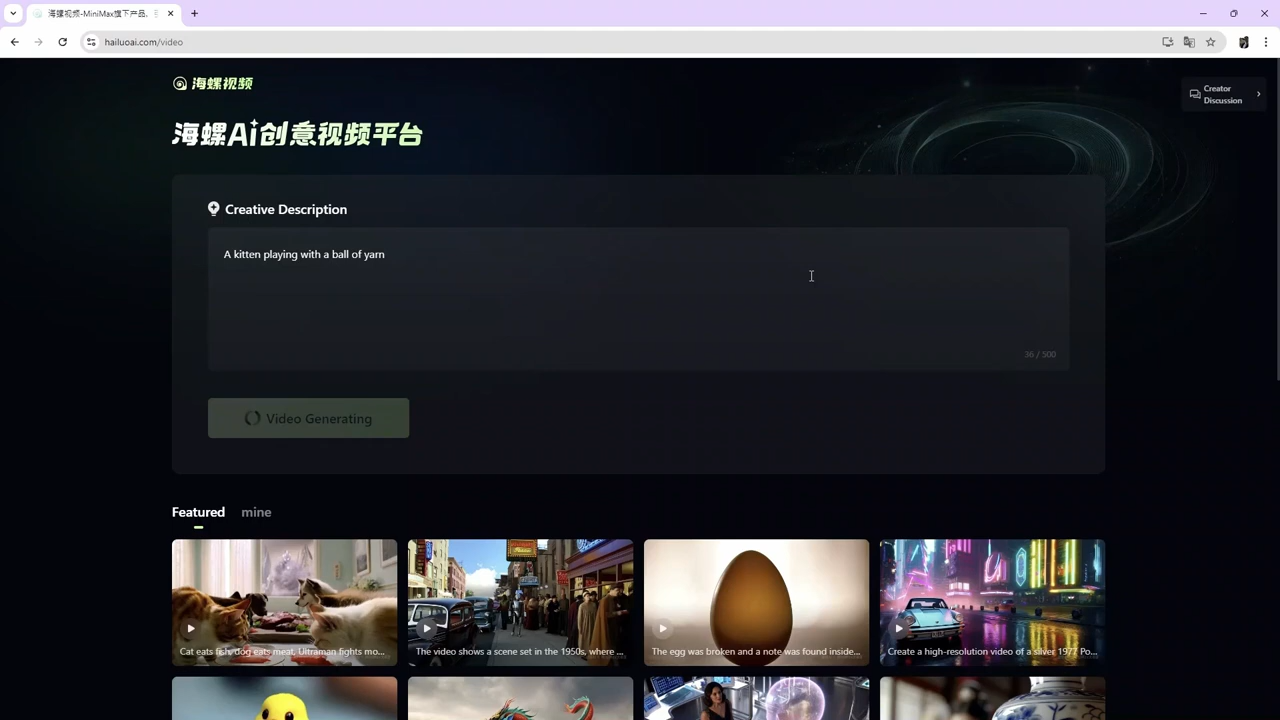 海螺视频-MiniMax旗下产品、
hailuoai.com/video
海螺视频
Creator
Discussion
海螺Ai创意视频平台
Creative Description
A kitten playing with a ball of yarn
36 / 500
Video Generating
Featured
mine
Cat eats fish, dog eats meat, Ultraman fights mo...
The video shows a scene set in the 1950s, where ...
The egg was broken and a note was found inside...
Create a high-resolution video of a silver 1977 Po...